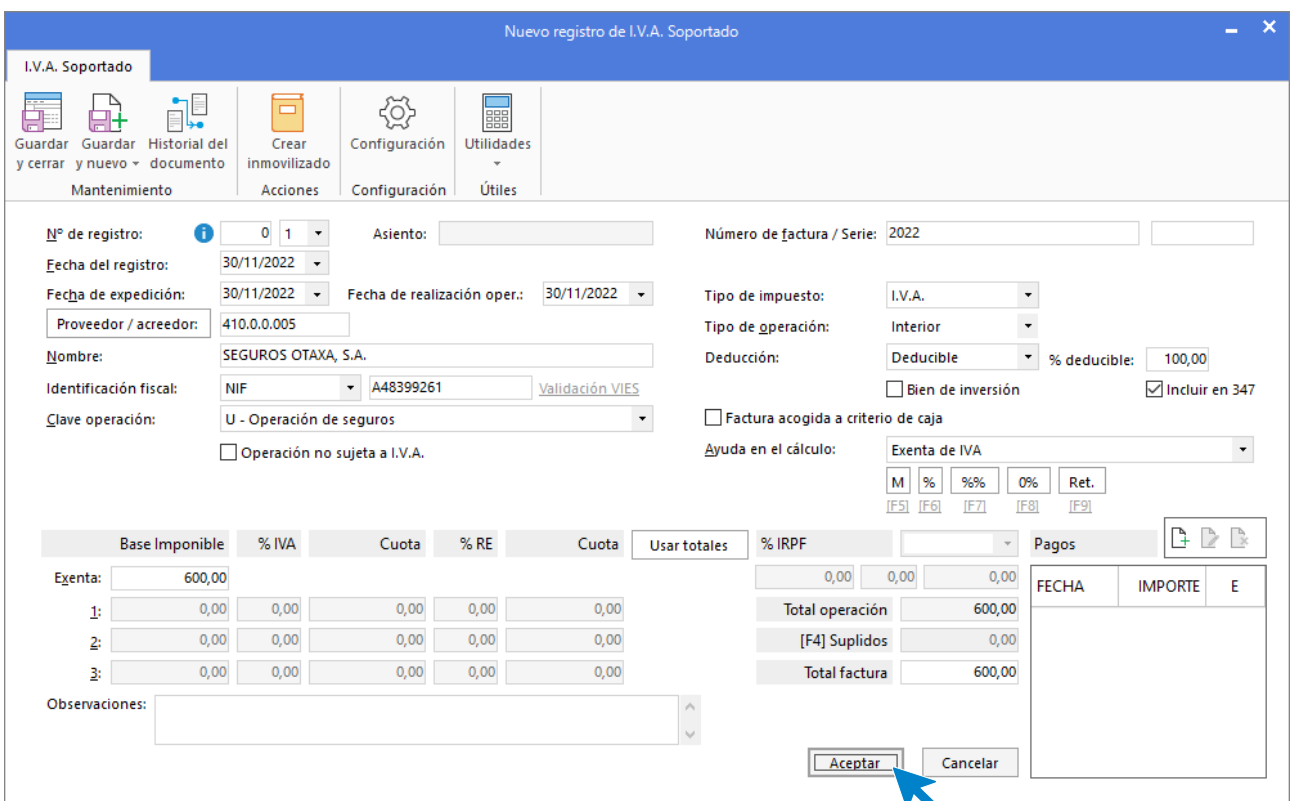 Nuevo registro de I.V.A. Soportado
I.V.A. Soportado
Guardar y cerrar
Guardar y nuevo
Historial del documento
Mantenimiento
Crear inmovilizado
Acciones
Configuración
Configuración
Utilidades
Útiles
Nº de registro: 0 1 Asiento:
Fecha del registro: 30/11/2022
Fecha de expedición: 30/11/2022 Fecha de realización oper.: 30/11/2022
Proveedor / acreedor: 410.0.0.005
Nombre: SEGUROS OTAXA, S.A.
Identificación fiscal: NIF A48399261 Validación VIES
Clave operación: U - Operación de seguros
Operación no sujeta a I.V.A.
Número de factura / Serie: 2022
Tipo de impuesto: I.V.A.
Tipo de operación: Interior
Deducción: Deducible % deducible: 100,00
Bien de inversión Incluir en 347
Factura acogida a criterio de caja
Ayuda en el cálculo: Exenta de IVA
M % %% 0% Ret.
[F5] [F6] [F7] [F8] [F9]
Base Imponible % IVA Cuota % RE Cuota Usar totales
Exenta: 600,00
1: 0,00 0,00 0,00 0,00 0,00
2: 0,00 0,00 0,00 0,00 0,00
3: 0,00 0,00 0,00 0,00 0,00
% IRPF
0,00 0,00 0,00
Total operación 600,00
[F4] Suplidos 0,00
Total factura 600,00
Pagos
FECHA IMPORTE E
Observaciones:
Aceptar Cancelar